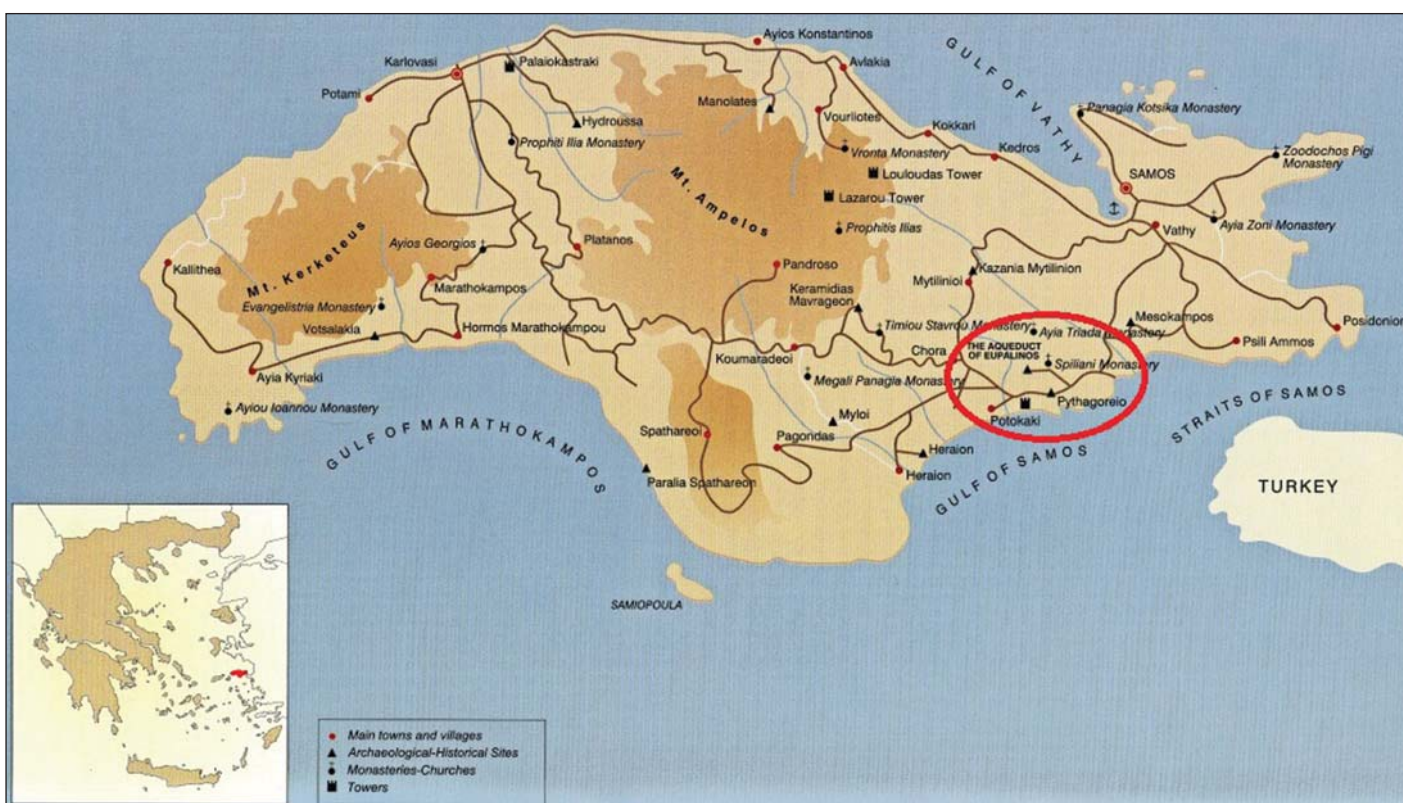 Ayios Konstantinos
Karlovasi
Palaiokastraki
Avlakia
GULF OF VATHY
Potami
Manolates
Vourliotes
Panagia Kotsika Monastery
Hydroussa
Kokkari
Prophiti Ilia Monastery
Vronta Monastery
Kedros
Zoodochos Pigi
Monastery
Louloudas Tower
SAMOS
Lazarou Tower
Mt. Ampelos
Ayia Zoni Monastery
Prophitis Ilias
Vathy
Ayios Georgios
Platanos
Kallithea
Mt. Kerketeus
Pandroso
Kazania Mytilinion
Marathokampos
Mytilinioi
Keramidias
Mavrageon
Evangelistria Monastery
Mesokampos
Votsalakia
Hormos Marathokampou
Timiou Stavrou Monastery
Ayia Triada Monastery
Posidonion
Psili Ammos
Koumaradeoi
Chora
THE AQUEDUCT
OF EUPALINOS
Spiliani Monastery
Ayia Kyriaki
Megali Panagia Monastery
Pythagoreio
Ayiou Ioannou Monastery
Myloi
Potokaki
STRAITS OF SAMOS
GULF OF MARATHOKAMPOS
Spathareoi
Pagondas
Heraion
Heraion
GULF OF SAMOS
Paralia Spathareon
TURKEY
SAMIOPOULA
Main towns and villages
Archaeological-Historical Sites
Monasteries-Churches
Towers